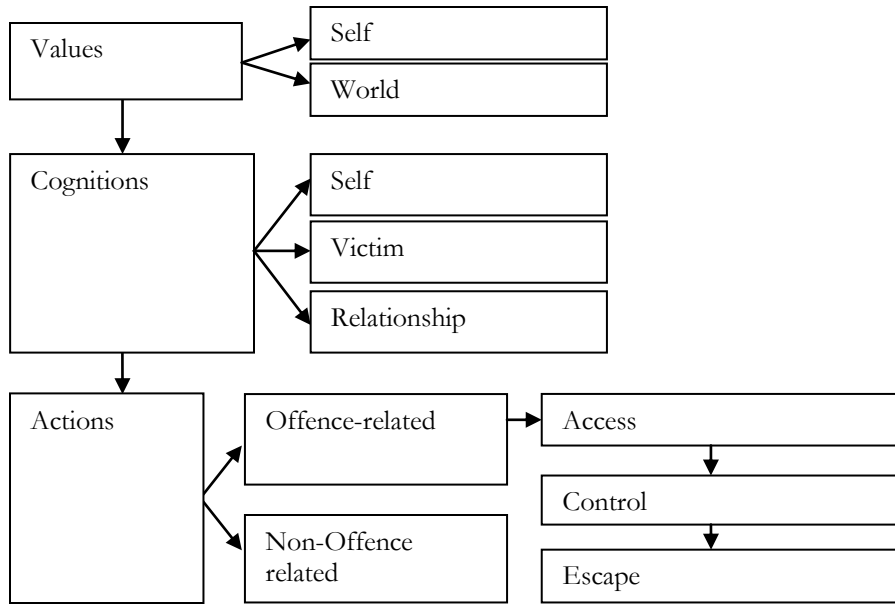 Values
Self
World
Cognitions
Self
Victim
Relationship
Actions
Offence-related
Access
Control
Non-Offence
related
Escape